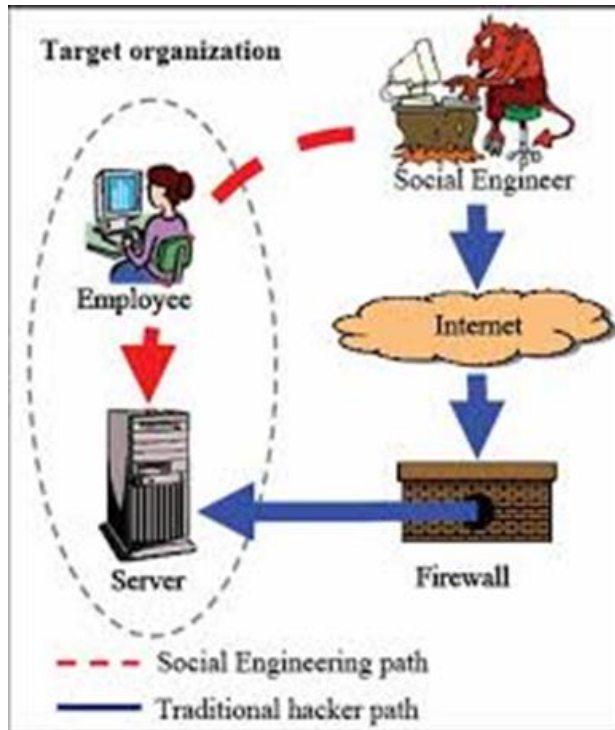 Target organization
Social Engineer
Employee
Internet
Server
Firewall
Social Engineering path
Traditional hacker path